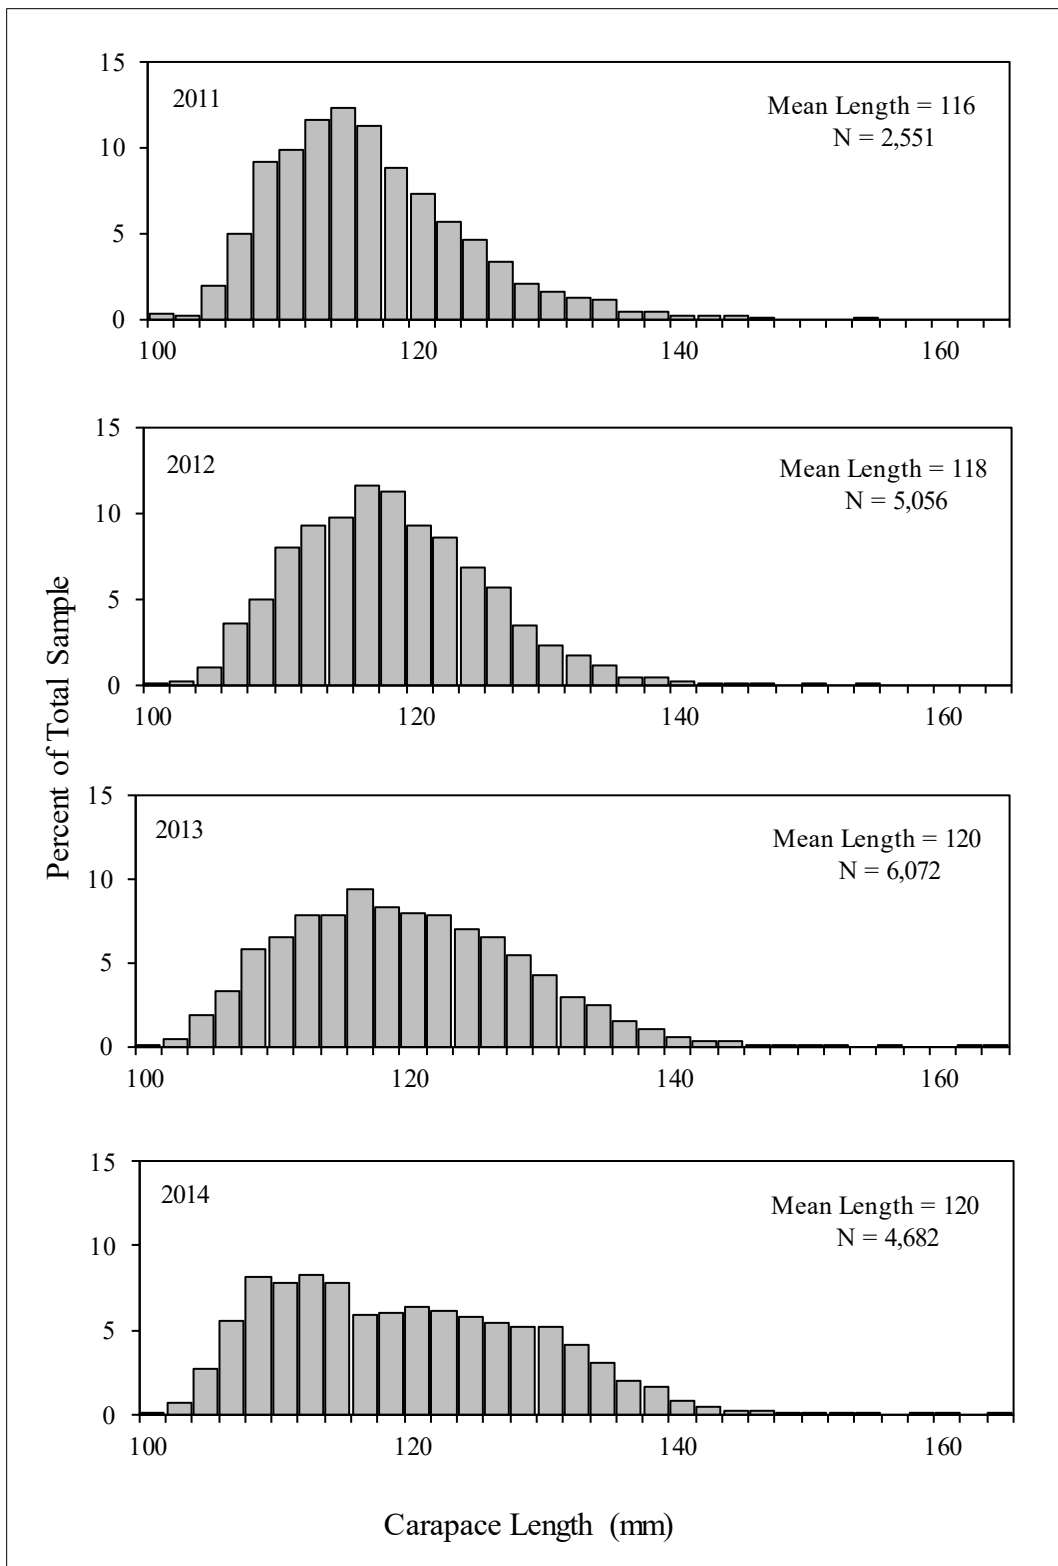 15
2011
Mean Length = 116
N = 2,551
10
5
0
100 120 140 160
15
2012
Mean Length = 118
N = 5,056
10
5
0
100 120 140 160
Percent of Total Sample
15
2013
Mean Length = 120
N = 6,072
10
5
0
100 120 140 160
15
2014
Mean Length = 120
N = 4,682
10
5
0
100 120 140 160
Carapace Length (mm)